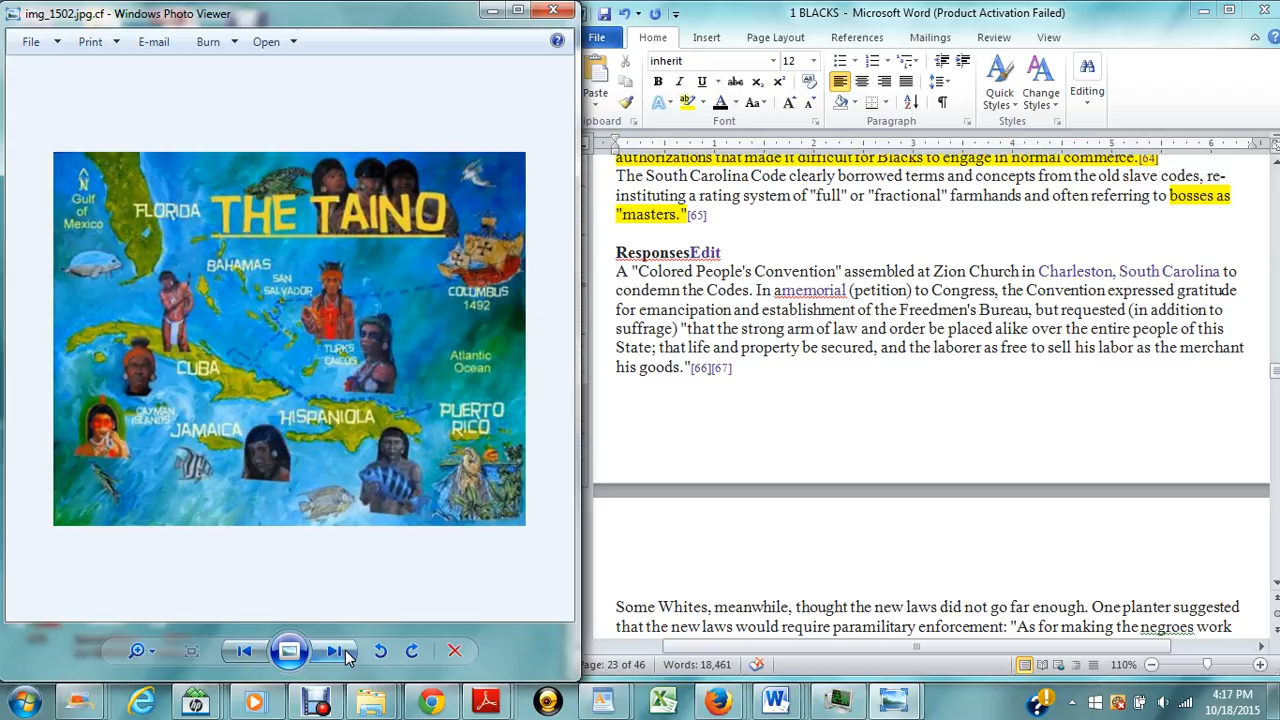 img_1502.jpg.cf - Windows Photo Viewer
File Print E-mail Burn Open
N
Gulf
of
Mexico
FLORIDA
THE TAINO
BAHAMAS
SAN
SALVADOR
COLUMBUS
1492
TURKS
CAICOS
Atlantic
Ocean
CUBA
CAYMAN
ISLANDS
JAMAICA
HISPANIOLA
PUERTO
RICO
1 BLACKS - Microsoft Word (Product Activation Failed)
File Home Insert Page Layout References Mailings Review View
inherit 12
Paste
Quick
Styles
Change
Styles
Editing
lipboard Font Paragraph Styles
1 2 3 4 5 6
authorizations that made it difficult for Blacks to engage in normal commerce.[64]
The South Carolina Code clearly borrowed terms and concepts from the old slave codes, re-
instituting a rating system of "full" or "fractional" farmhands and often referring to bosses as
"masters."[65]
ResponsesEdit
A "Colored People's Convention" assembled at Zion Church in Charleston, South Carolina to
condemn the Codes. In amemorial (petition) to Congress, the Convention expressed gratitude
for emancipation and establishment of the Freedmen's Bureau, but requested (in addition to
suffrage) "that the strong arm of law and order be placed alike over the entire people of this
State; that life and property be secured, and the laborer as free to sell his labor as the merchant
his goods."[66][67]
Some Whites, meanwhile, thought the new laws did not go far enough. One planter suggested
that the new laws would require paramilitary enforcement: "As for making the negroes work
Page: 23 of 46 Words: 18,461 110%
4:17 PM
10/18/2015